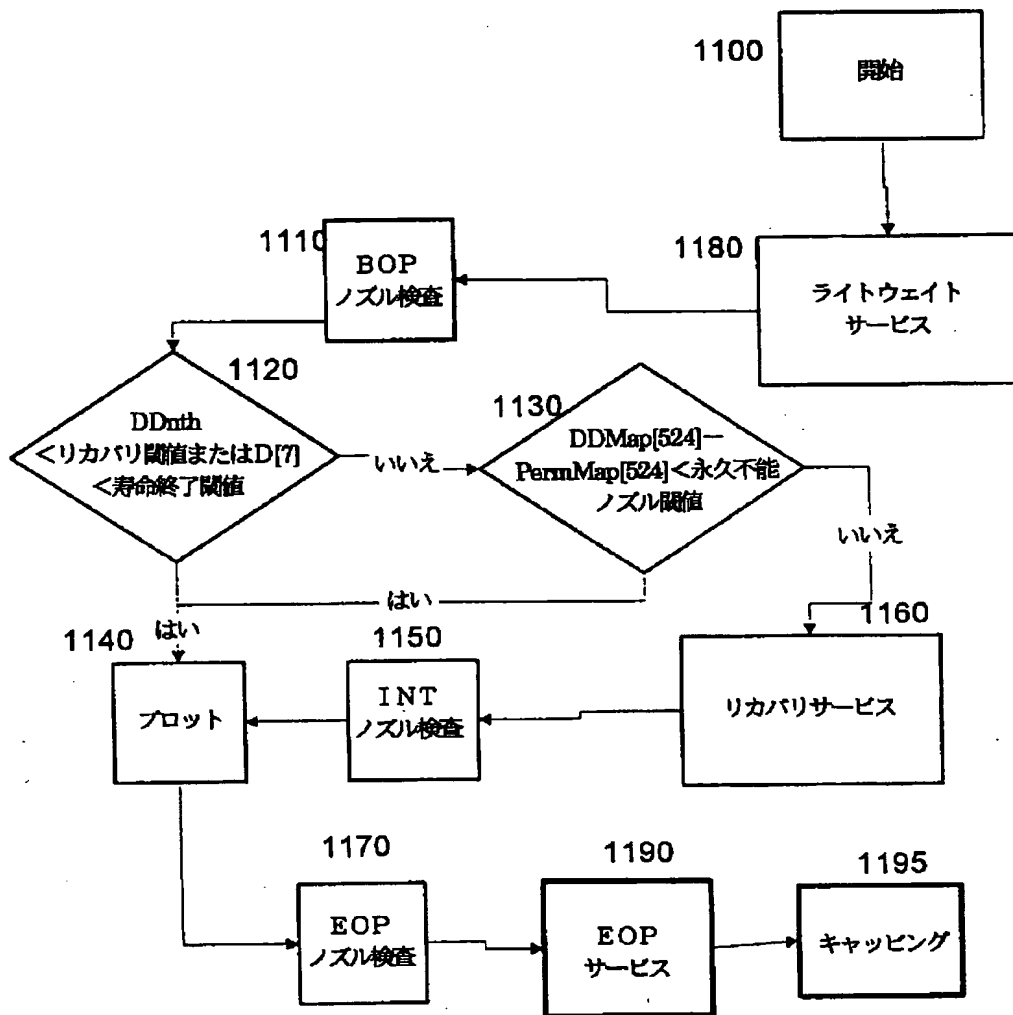 1100
開始
1180
ライトウェイト
サービス
1110
BOP
ノズル検査
1120
DDnth
<リカバリ閾値またはD[7]
<寿命終了閾値
いいえ
1130
DDMap[524]－
PermMap[524]<永久不能
ノズル閾値
いいえ
はい
はい
1140
プロット
1150
INT
ノズル検査
1160
リカバリサービス
1170
EOP
ノズル検査
1190
EOP
サービス
1195
キャッピング